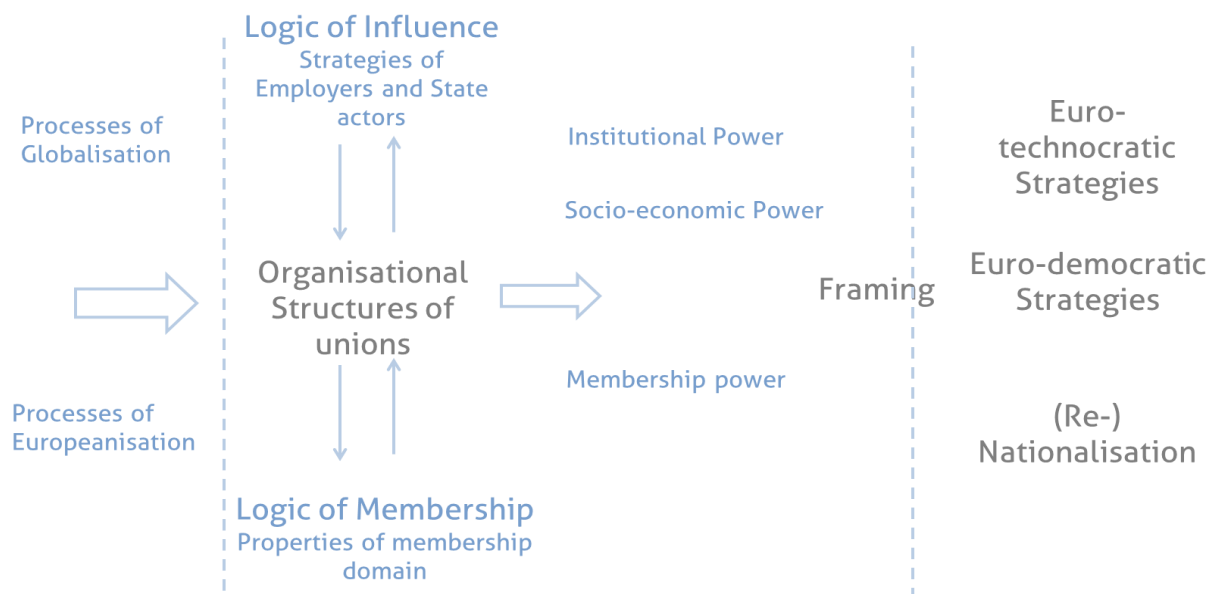 Processes of
Globalisation
Processes of
Europeanisation
Logic of Influence
Strategies of
Employers and State
actors
Organisational
Structures of
unions
Logic of Membership
Properties of membership
domain
Institutional Power
Socio-economic Power
Membership power
Framing
Euro-
technocratic
Strategies
Euro-democratic
Strategies
(Re-)
Nationalisation